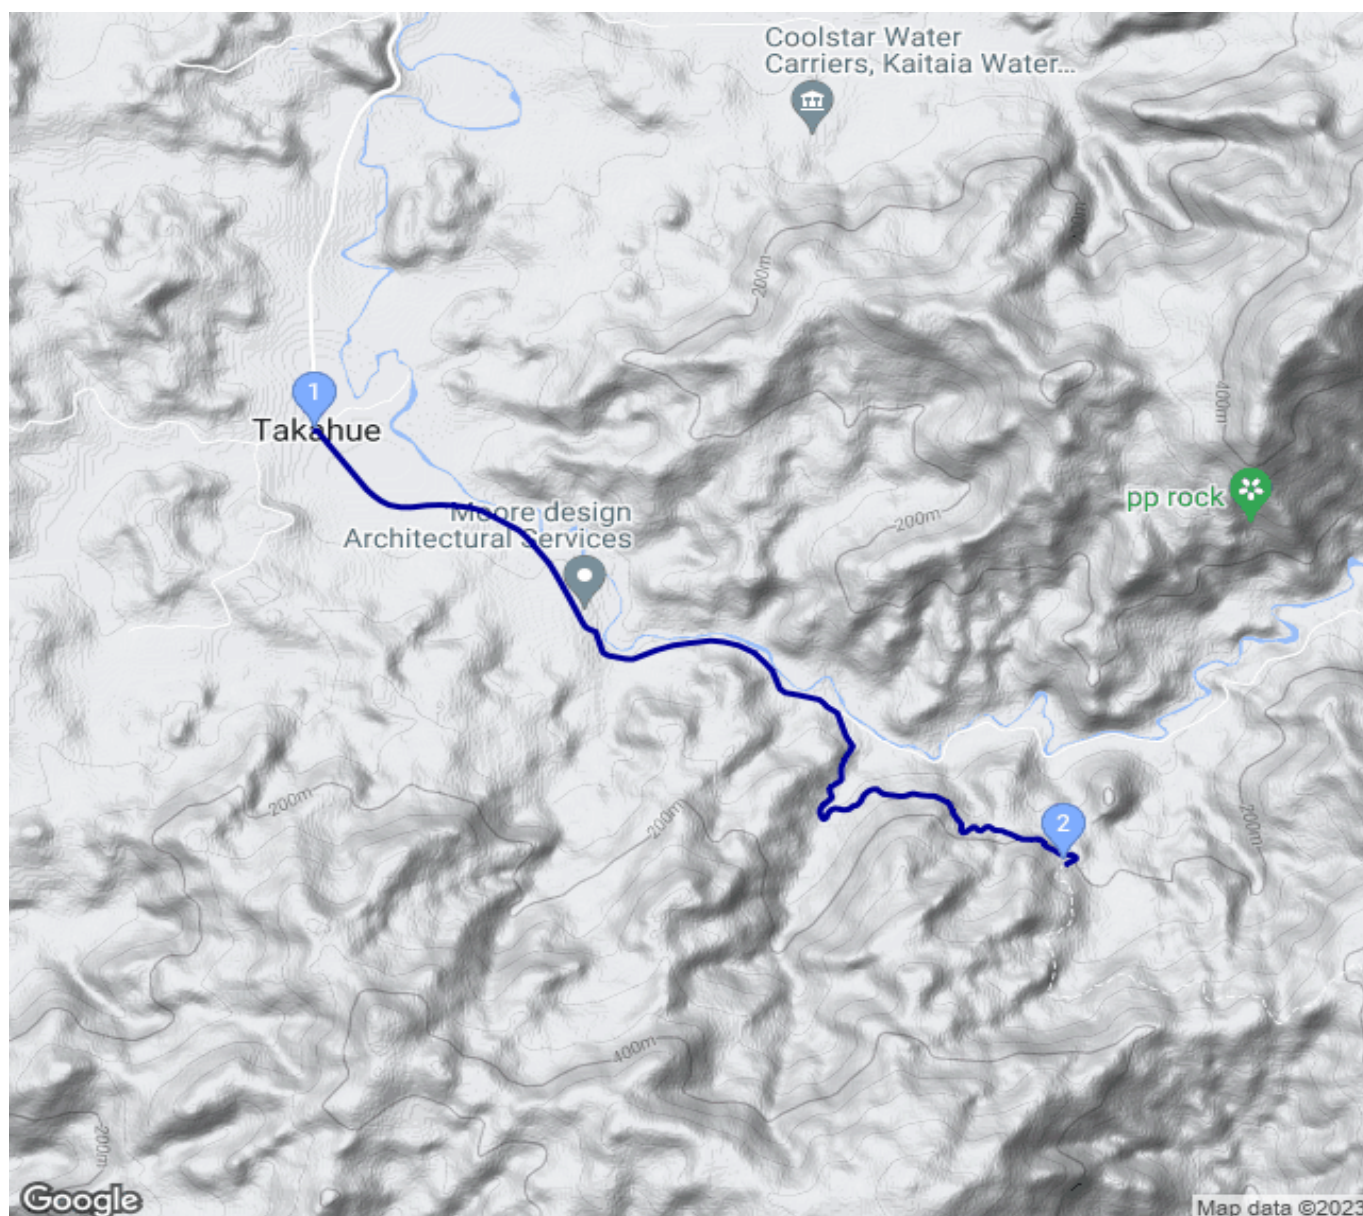 Coolstar Water
Carriers, Kaitaia Water...
200m
200m
1
Takahue
400m
pp rock
200m
Moore design
Architectural Services
200m
200m
2
200m
400m
200m
Google
Map data ©2023